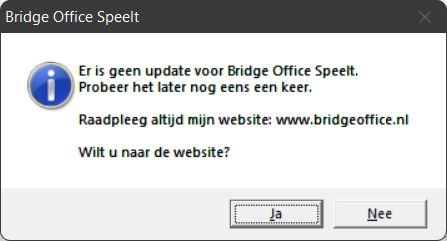 Bridge Office Speelt
Er is geen update voor Bridge Office Speelt.
Probeer het later nog eens een keer.
Raadpleeg altijd mijn website: www.bridgeoffice.nl
Wilt u naar de website?
Ja
Nee